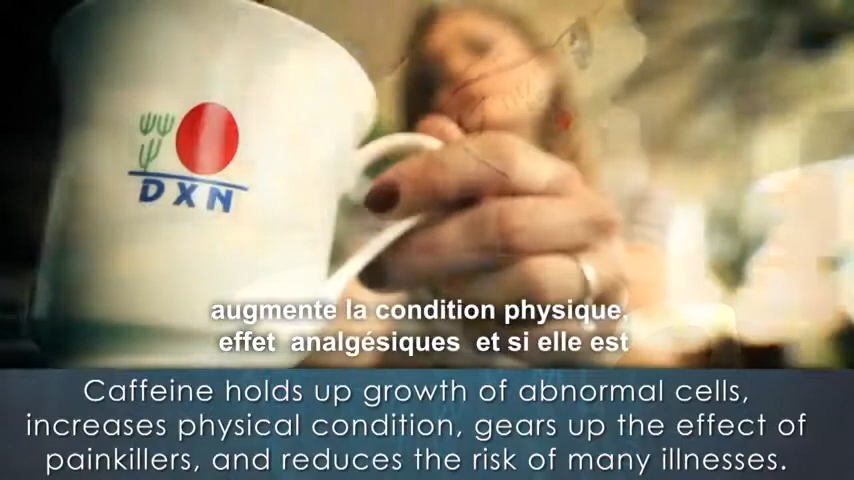 DXN
augmente la condition physique,
effet analgésiques et si elle est
Caffeine holds up growth of abnormal cells,
increases physical condition, gears up the effect of
painkillers, and reduces the risk of many illnesses.